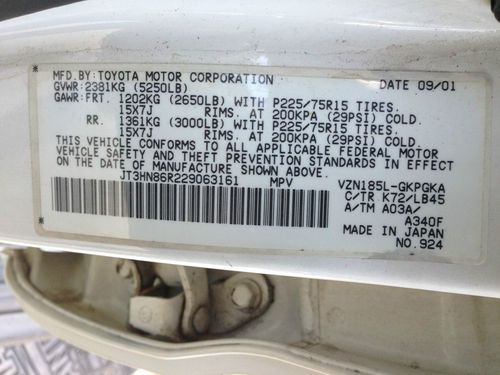 MFD.BY:TOYOTA MOTOR CORPORATION DATE 09/01
GVWR:2381KG (5250LB)
GAWR:FRT. 1202KG (2650LB) WITH P225/75R15 TIRES.
15X7J RIMS. AT 200KPA (29PSI) COLD.
RR. 1361KG (3000LB) WITH P225/75R15 TIRES.
15X7J RIMS. AT 200KPA (29PSI) COLD.
THIS VEHICLE CONFORMS TO ALL APPLICABLE FEDERAL MOTOR
VEHICLE SAFETY AND THEFT PREVENTION STANDARDS IN EFFECT
ON THE DATE OF MANUFACTURE SHOWN ABOVE.
JT3HN86R229063161 MPV VZN185L-GKPGKA
C/TR K72/LB45
A/TM A03A/
A340F
MADE IN JAPAN
NO.924